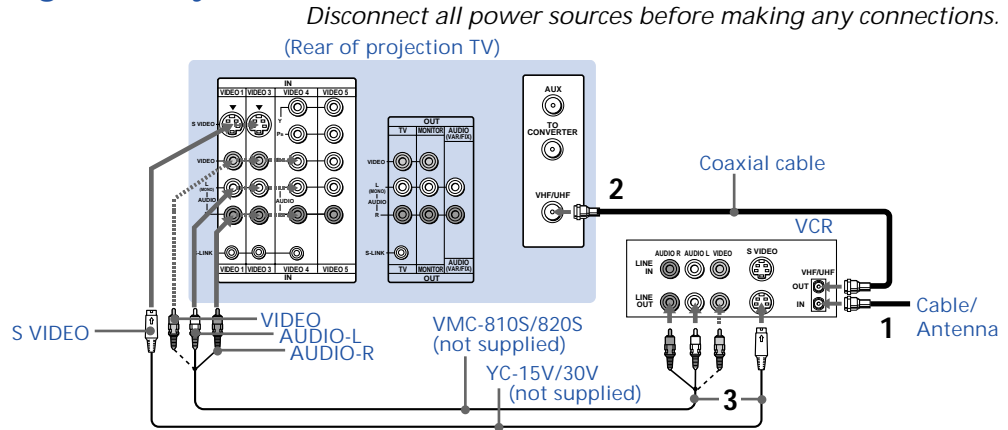 Disconnect all power sources before making any connections.
(Rear of projection TV)
IN
VIDEO 1 VIDEO 3 VIDEO 4 VIDEO 5
S VIDEO
Y
VIDEO
L
(MONO)
AUDIO
R
AUDIO
S-LINK
VIDEO 1 VIDEO 3 VIDEO 4 VIDEO 5
IN
OUT
TV MONITOR AUDIO (VAR/FIX)
VIDEO
L
(MONO)
AUDIO
R
S-LINK
TV MONITOR AUDIO (VAR/FIX)
OUT
AUX
TO
CONVERTER
VHF/UHF
2
Coaxial cable
VCR
AUDIO R AUDIO L VIDEO
S VIDEO
LINE
IN
LINE
OUT
VHF/UHF
OUT
IN
1
Cable/
Antenna
S VIDEO
VIDEO
AUDIO-L
AUDIO-R
VMC-810S/820S
(not supplied)
YC-15V/30V
(not supplied)
3